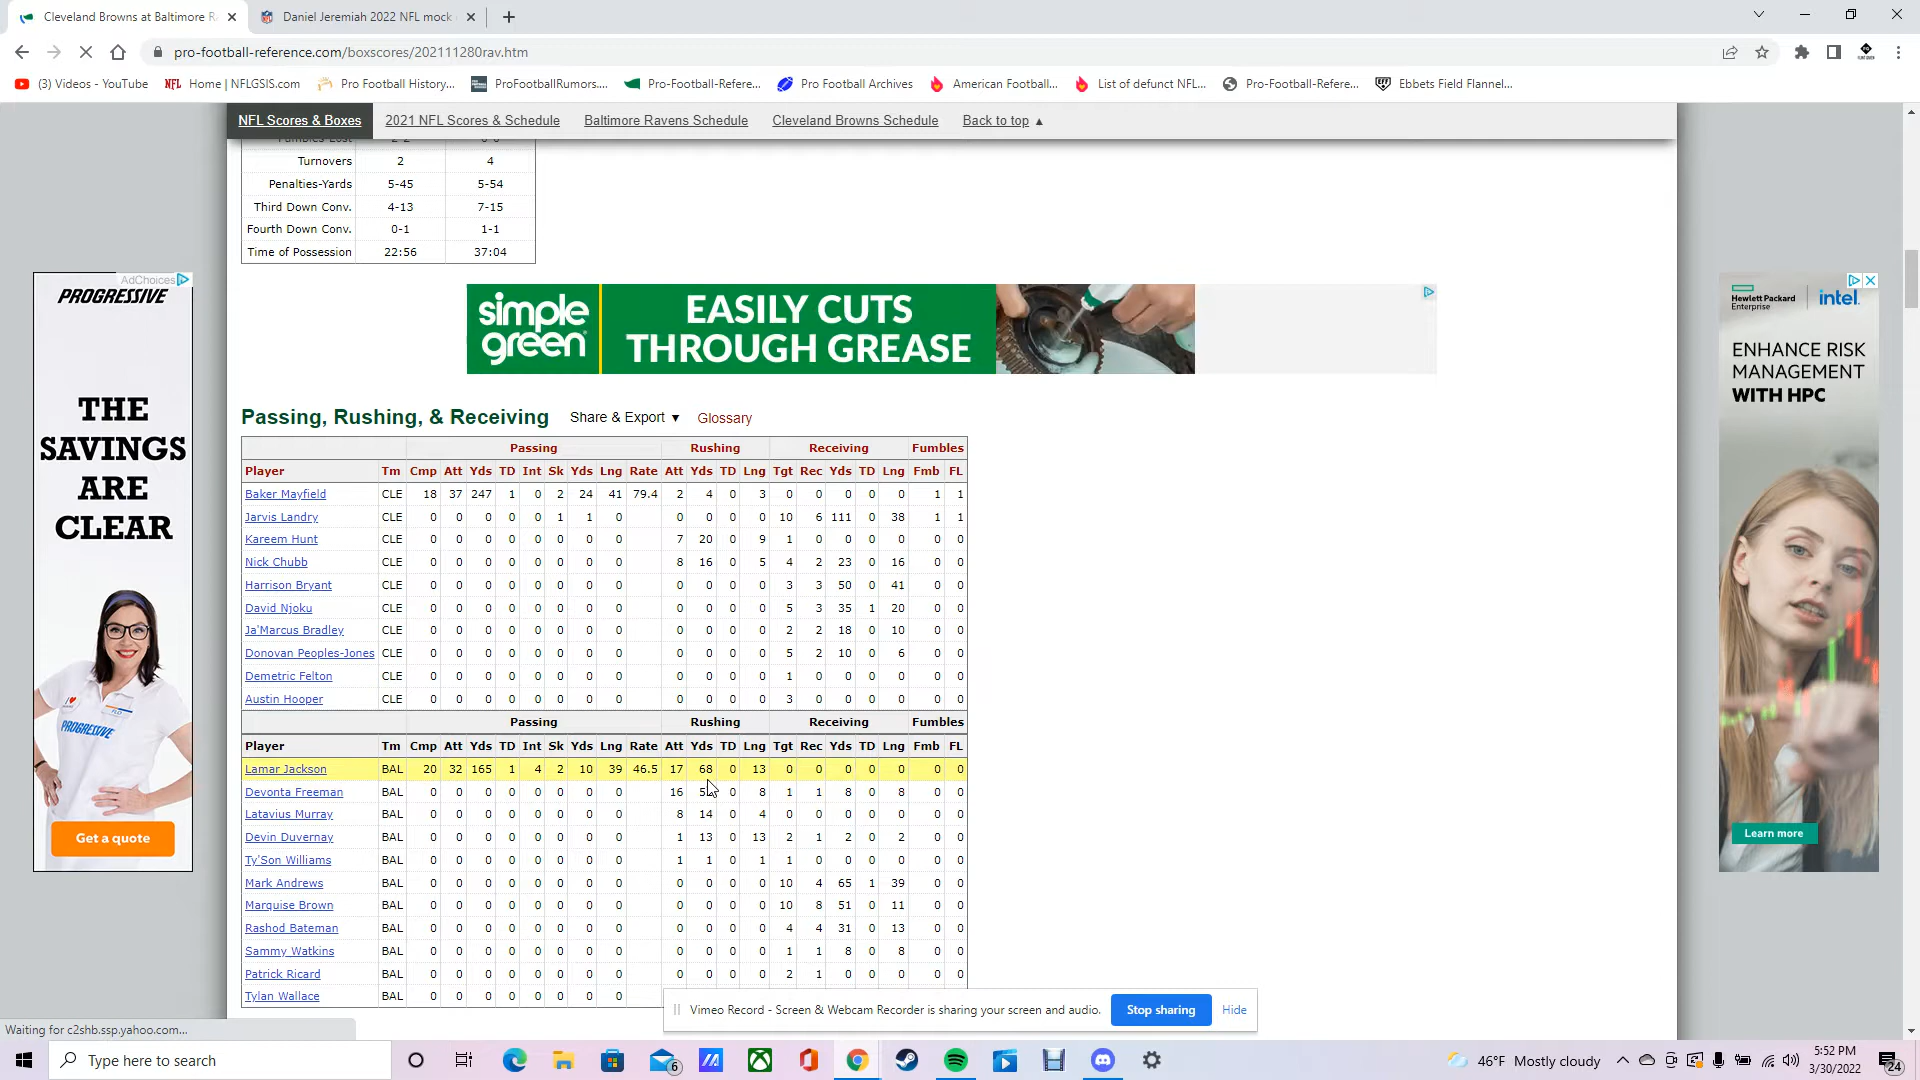 Cleveland Browns at Baltimore R
Daniel Jeremiah 2022 NFL mock
pro-football-reference.com/boxscores/202111280rav.htm
(3) Videos - YouTube
Home | NFLGSIS.com
Pro Football History...
ProFootballRumors....
Pro-Football-Refere...
Pro Football Archives
American Football...
List of defunct NFL...
Pro-Football-Refere...
Ebbets Field Flannel...
NFL Scores & Boxes 2021 NFL Scores & Schedule Baltimore Ravens Schedule Cleveland Browns Schedule Back to top ▲
Turnovers 2 4
Penalties-Yards 5-45 5-54
Third Down Conv. 4-13 7-15
Fourth Down Conv. 0-1 1-1
Time of Possession 22:56 37:04
AdChoices
PROGRESSIVE
THE
SAVINGS
ARE
CLEAR
PROGRESSIVE
Get a quote
simple
green
EASILY CUTS
THROUGH GREASE
Hewlett Packard
Enterprise
intel.
ENHANCE RISK
MANAGEMENT
WITH HPC
Learn more
Passing, Rushing, & Receiving Share & Export ▼ Glossary
Passing Rushing Receiving Fumbles
Player Tm Cmp Att Yds TD Int Sk Yds Lng Rate Att Yds TD Lng Tgt Rec Yds TD Lng Fmb FL
Baker Mayfield CLE 18 37 247 1 0 2 24 41 79.4 2 4 0 3 0 0 0 0 0 1 1
Jarvis Landry CLE 0 0 0 0 0 1 1 0 0 0 0 0 10 6 111 0 38 1 1
Kareem Hunt CLE 0 0 0 0 0 0 0 0 7 20 0 9 1 0 0 0 0 0 0
Nick Chubb CLE 0 0 0 0 0 0 0 0 8 16 0 5 4 2 23 0 16 0 0
Harrison Bryant CLE 0 0 0 0 0 0 0 0 0 0 0 0 3 3 50 0 41 0 0
David Njoku CLE 0 0 0 0 0 0 0 0 0 0 0 0 5 3 35 1 20 0 0
Ja'Marcus Bradley CLE 0 0 0 0 0 0 0 0 0 0 0 0 2 2 18 0 10 0 0
Donovan Peoples-Jones CLE 0 0 0 0 0 0 0 0 0 0 0 0 5 2 10 0 6 0 0
Demetric Felton CLE 0 0 0 0 0 0 0 0 0 0 0 0 1 0 0 0 0 0 0
Austin Hooper CLE 0 0 0 0 0 0 0 0 0 0 0 0 3 0 0 0 0 0 0
Passing Rushing Receiving Fumbles
Player Tm Cmp Att Yds TD Int Sk Yds Lng Rate Att Yds TD Lng Tgt Rec Yds TD Lng Fmb FL
Lamar Jackson BAL 20 32 165 1 4 2 10 39 46.5 17 68 0 13 0 0 0 0 0 0 0
Devonta Freeman BAL 0 0 0 0 0 0 0 0 16 0 8 1 1 8 0 8 0 0
Latavius Murray BAL 0 0 0 0 0 0 0 0 8 14 0 4 0 0 0 0 0 0 0
Devin Duvernay BAL 0 0 0 0 0 0 0 0 1 13 0 13 2 1 2 0 2 0 0
Ty'Son Williams BAL 0 0 0 0 0 0 0 0 1 1 0 1 1 0 0 0 0 0 0
Mark Andrews BAL 0 0 0 0 0 0 0 0 0 0 0 0 10 4 65 1 39 0 0
Marquise Brown BAL 0 0 0 0 0 0 0 0 0 0 0 0 10 8 51 0 11 0 0
Rashod Bateman BAL 0 0 0 0 0 0 0 0 0 0 0 0 4 4 31 0 13 0 0
Sammy Watkins BAL 0 0 0 0 0 0 0 0 0 0 0 0 1 1 8 0 8 0 0
Patrick Ricard BAL 0 0 0 0 0 0 0 0 0 0 0 0 2 1 0 0 0 0 0
Tylan Wallace BAL 0 0 0 0 0 0 0 0
Vimeo Record - Screen & Webcam Recorder is sharing your screen and audio. Stop sharing Hide
Waiting for c2shb.ssp.yahoo.com...
Type here to search
6
46°F Mostly cloudy
5:52 PM
3/30/2022
24